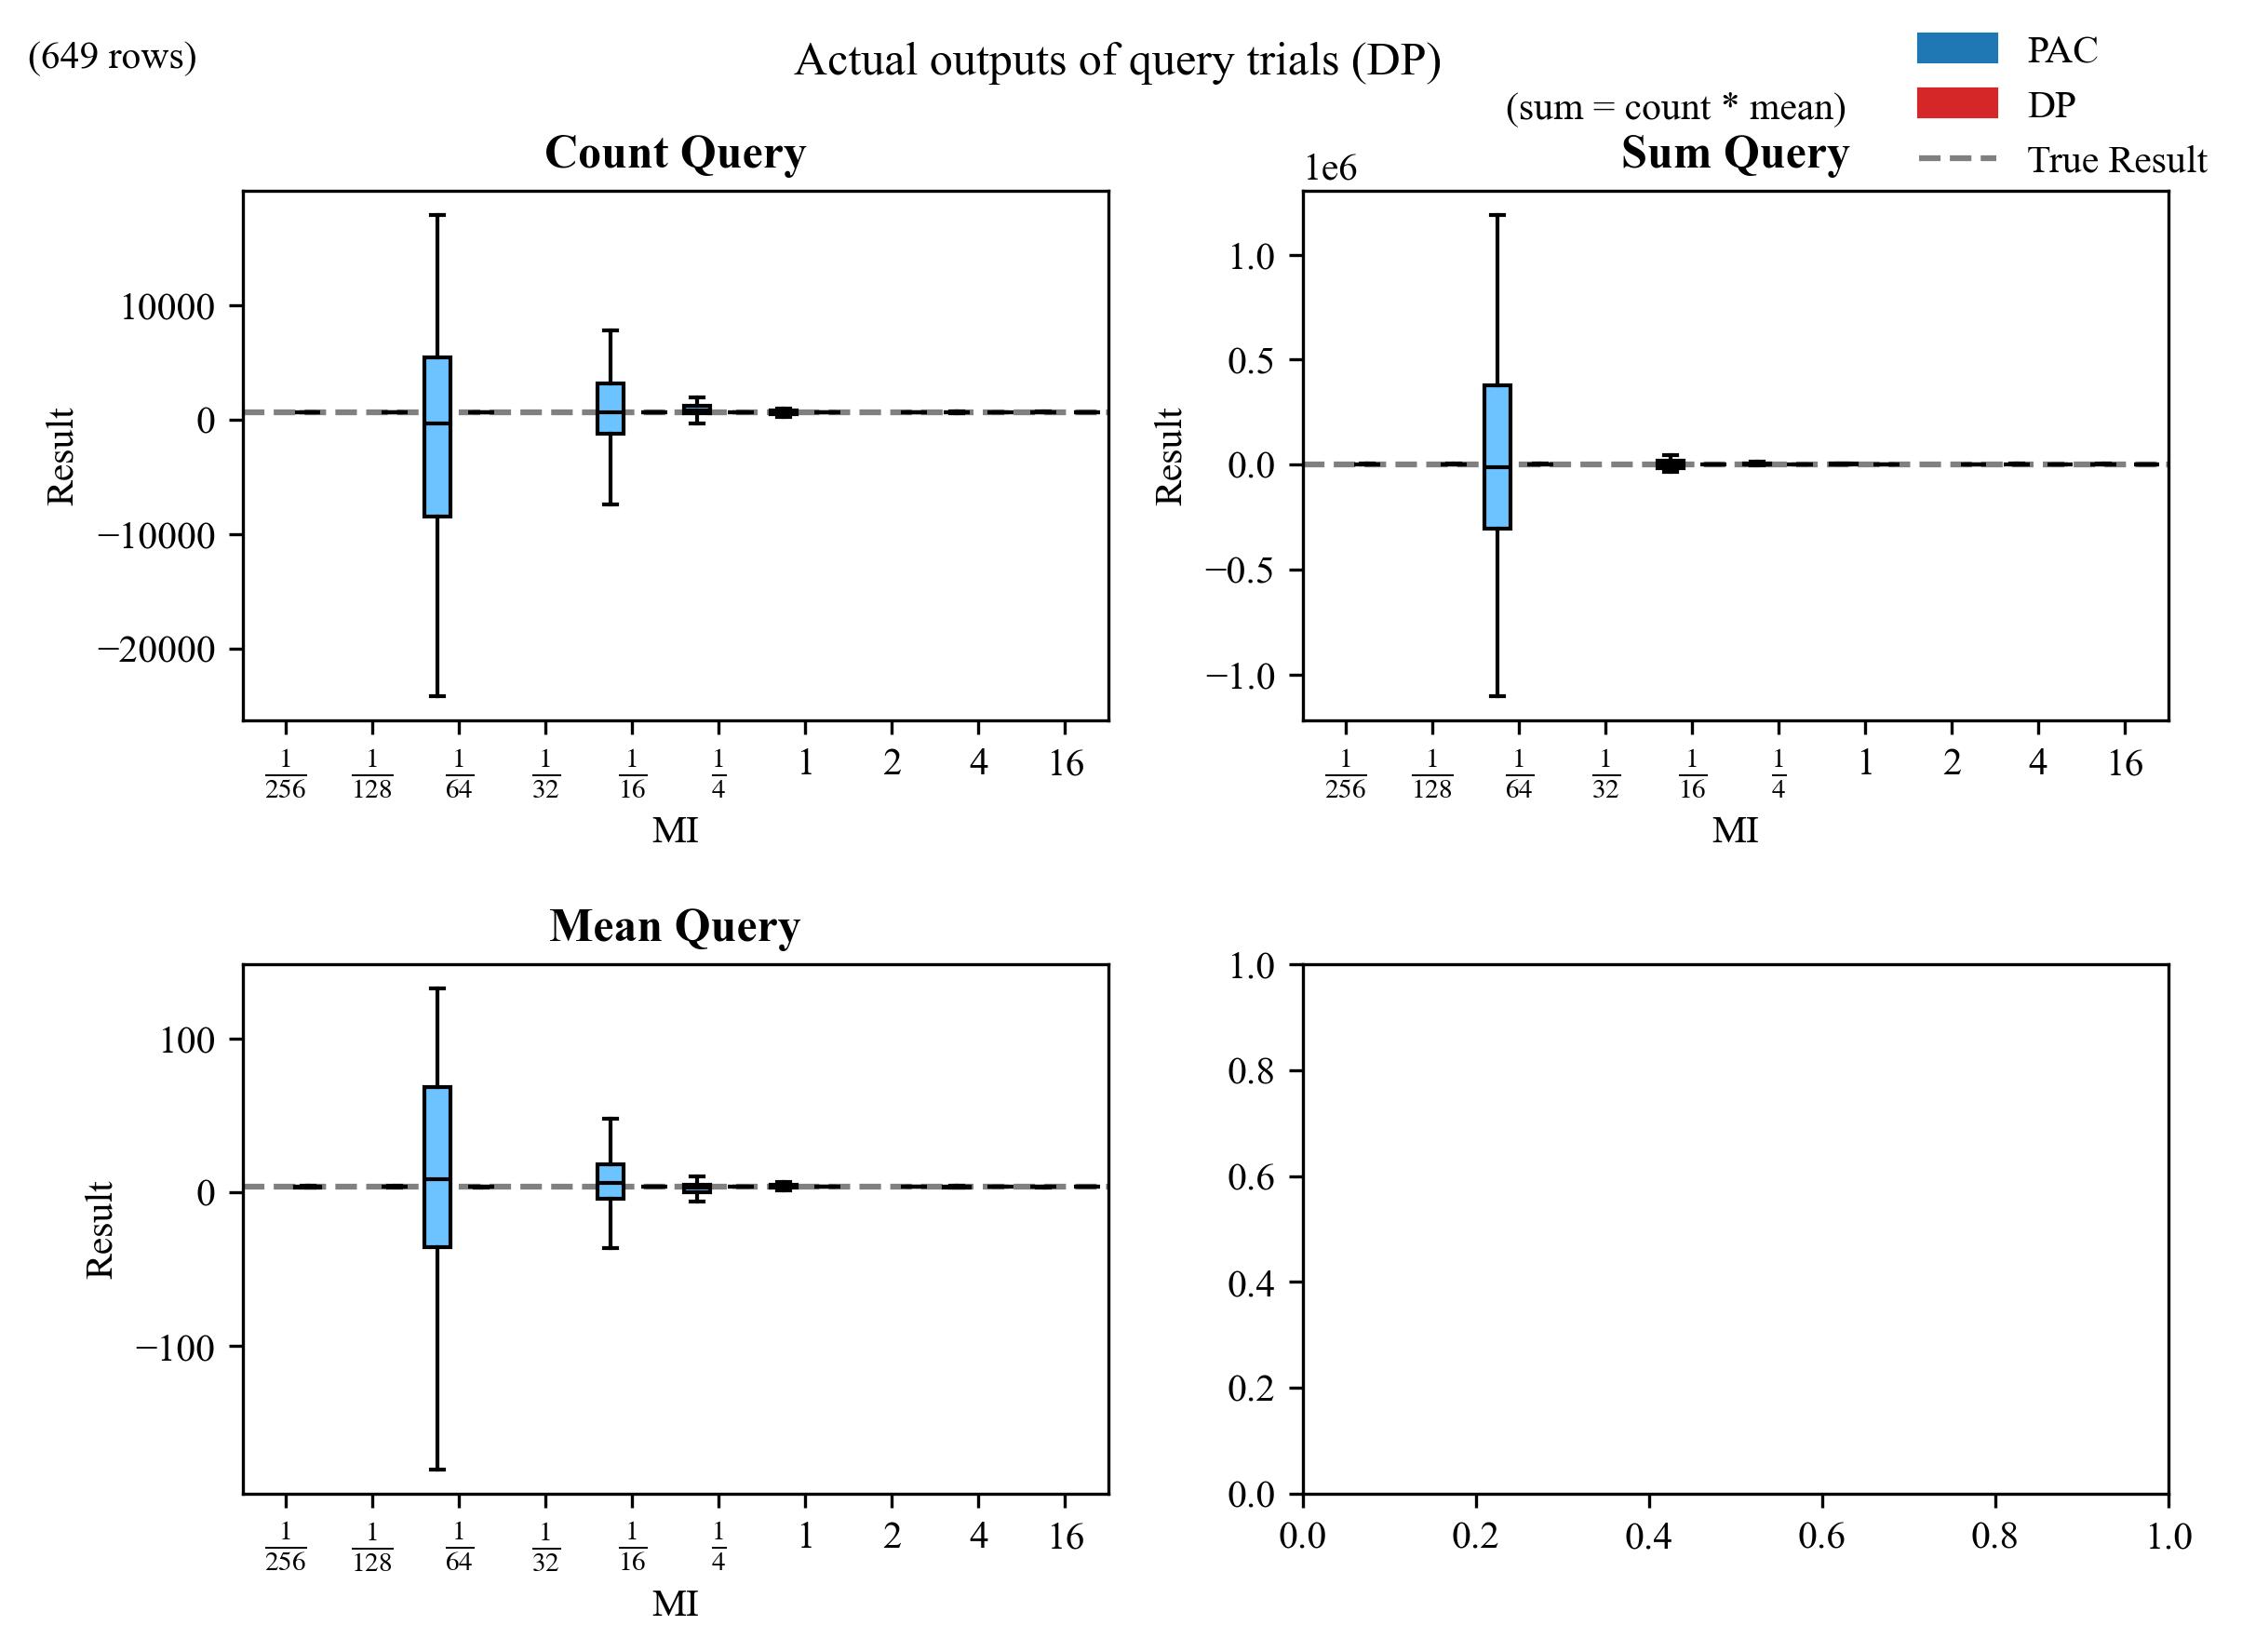 (649 rows)
Actual outputs of query trials (DP)
PAC
DP
True Result
Count Query
10000
0
−10000
−20000
Result
1/256 1/128 1/64 1/32 1/16 1/4 1 2 4 16
MI
(sum = count * mean)
Sum Query
1e6
1.0
0.5
0.0
−0.5
−1.0
Result
1/256 1/128 1/64 1/32 1/16 1/4 1 2 4 16
MI
Mean Query
100
0
−100
Result
1/256 1/128 1/64 1/32 1/16 1/4 1 2 4 16
MI
1.0
0.8
0.6
0.4
0.2
0.0
0.0 0.2 0.4 0.6 0.8 1.0